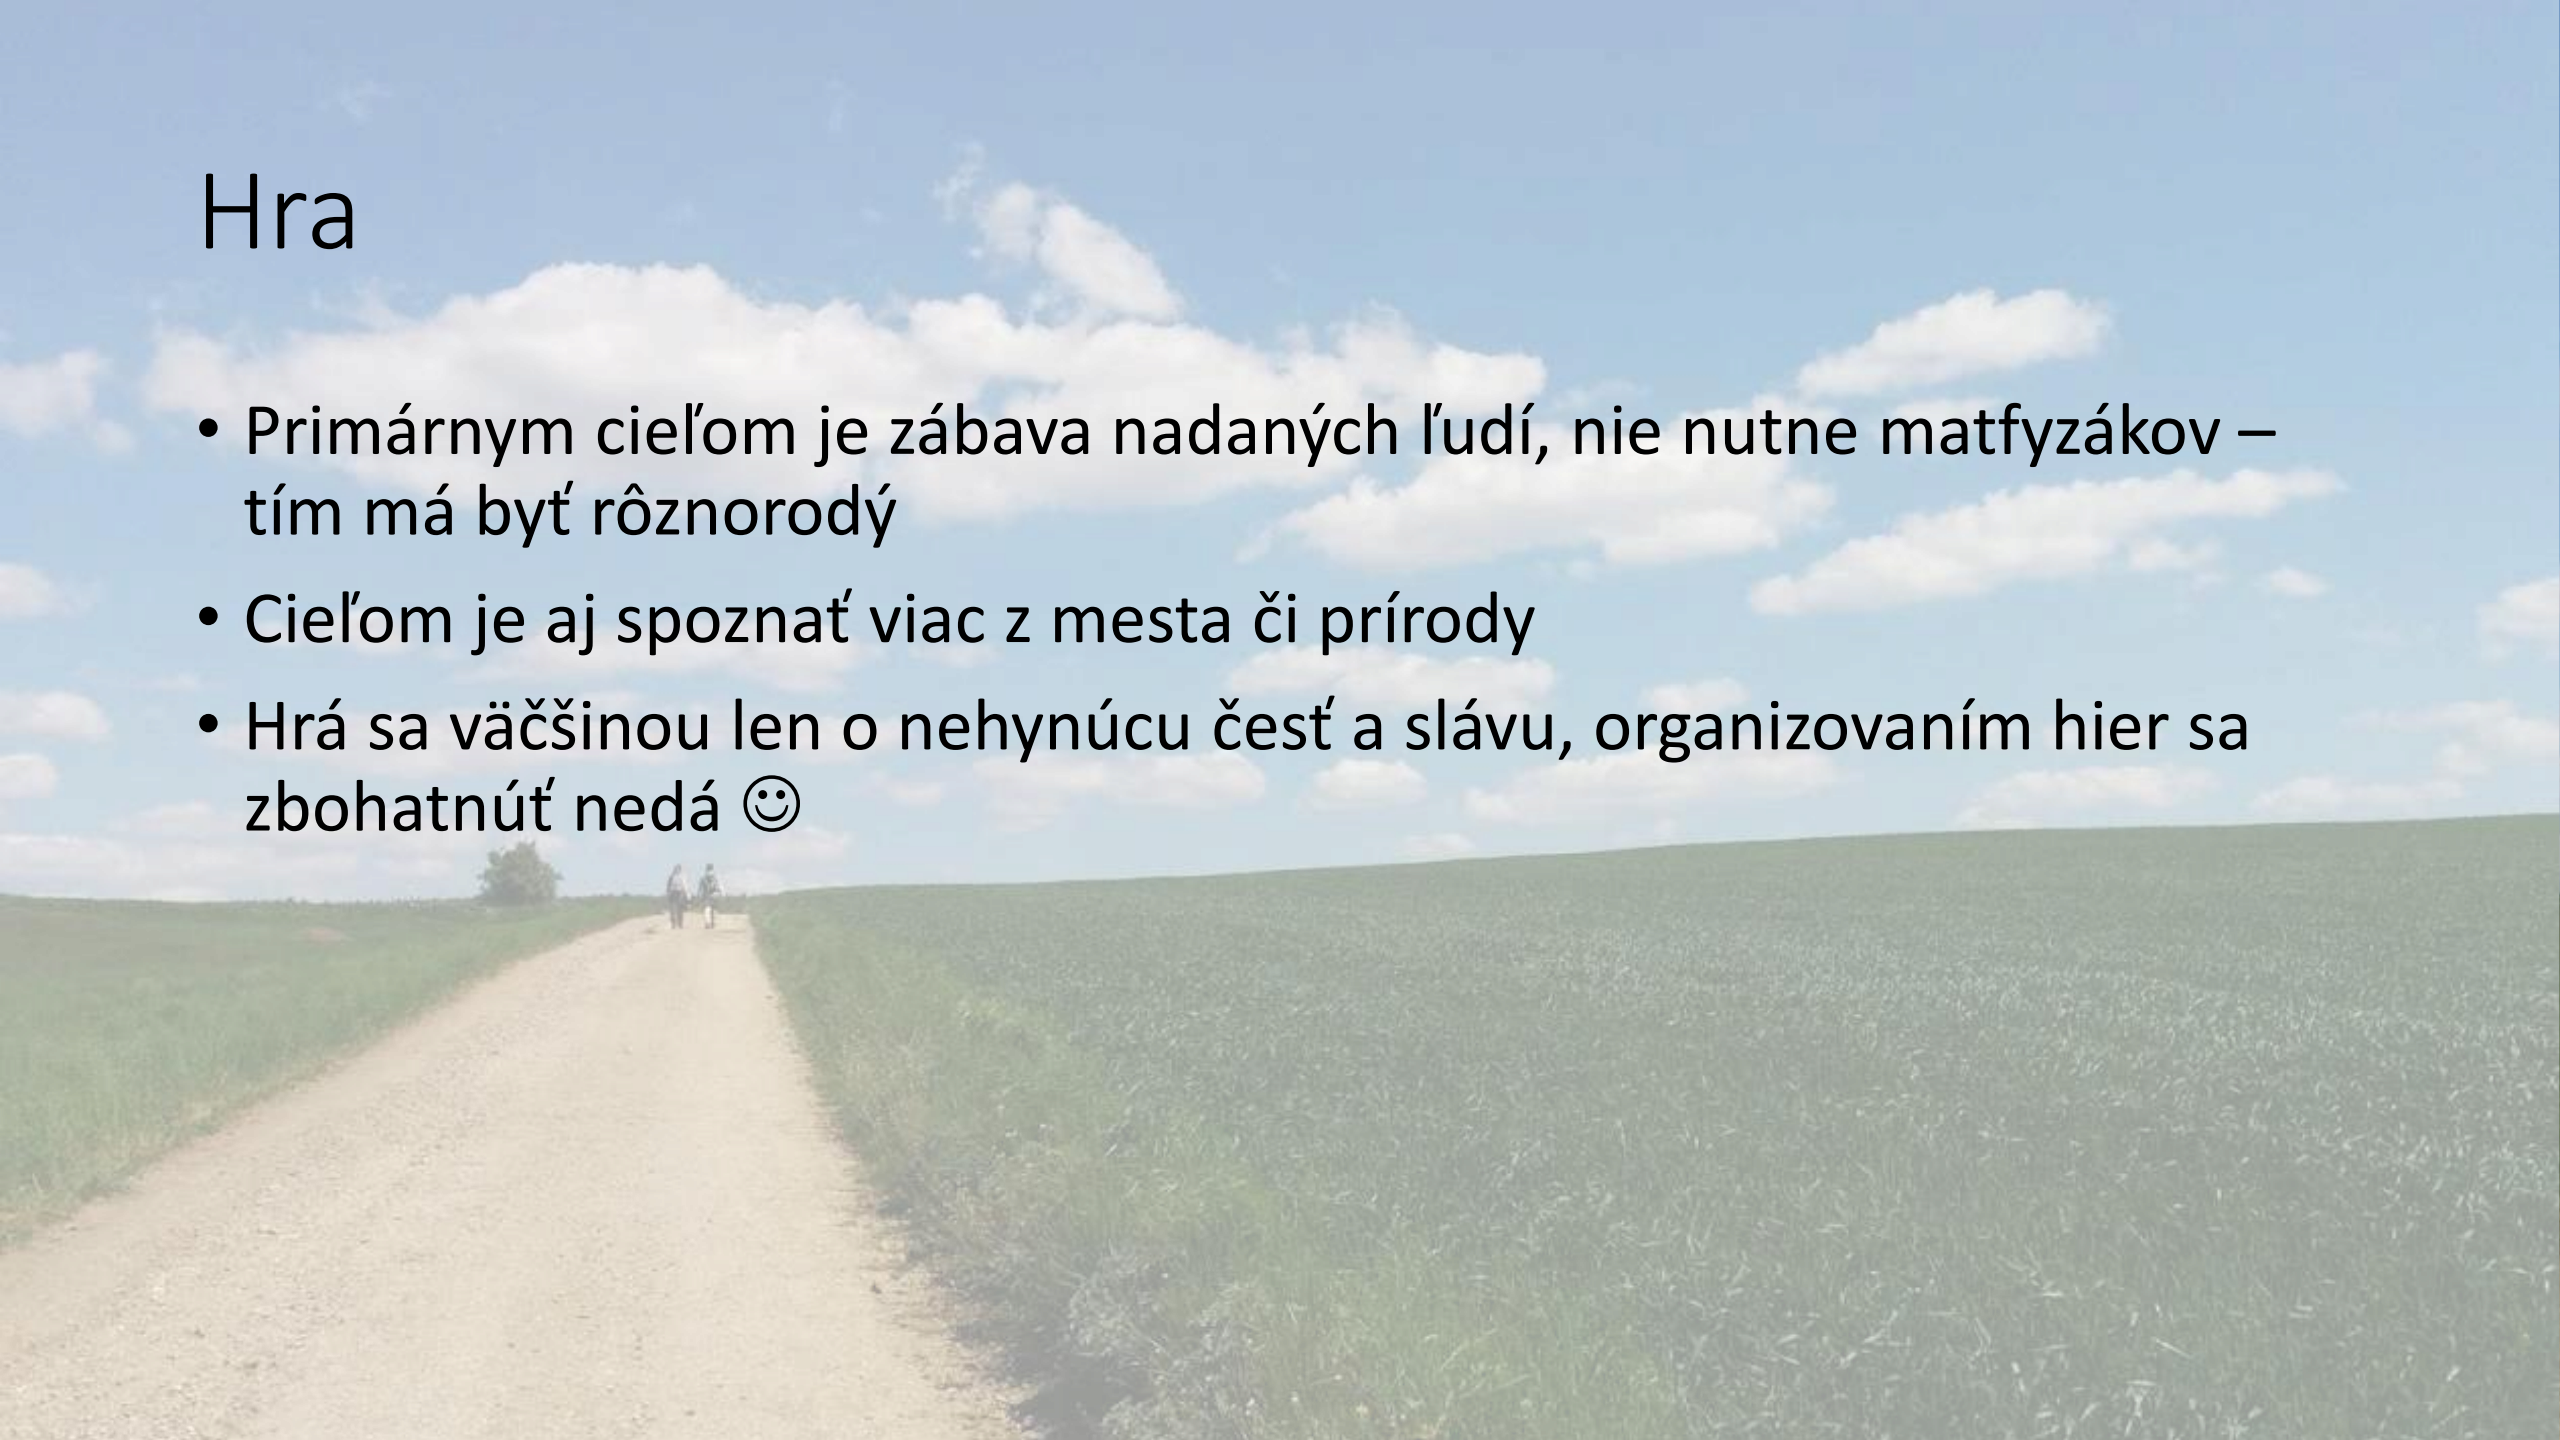 Hra
• Primárnym cieľom je zábava nadaných ľudí, nie nutne matfyzákov –
tím má byť rôznorodý
• Cieľom je aj spoznať viac z mesta či prírody
• Hrá sa väčšinou len o nehynúcu česť a slávu, organizovaním hier sa
zbohatnúť nedá ☺